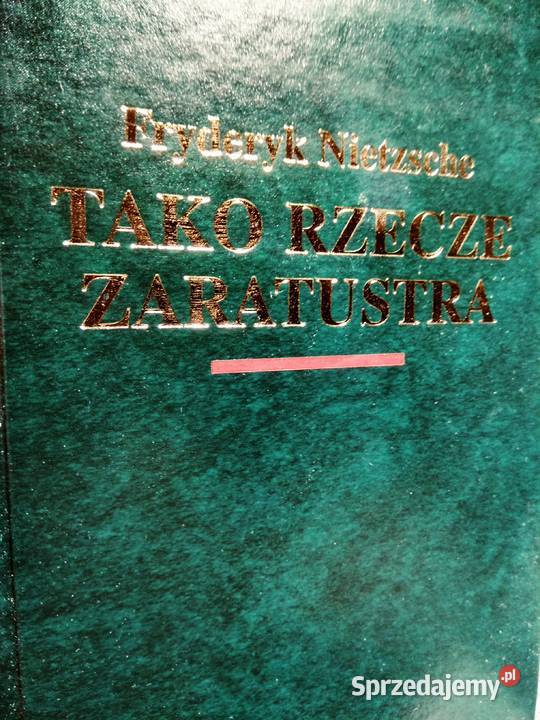 Fryderyk Nietzsche
TAKO RZECZE
ZARATUSTRA
Sprzedajemy.pl